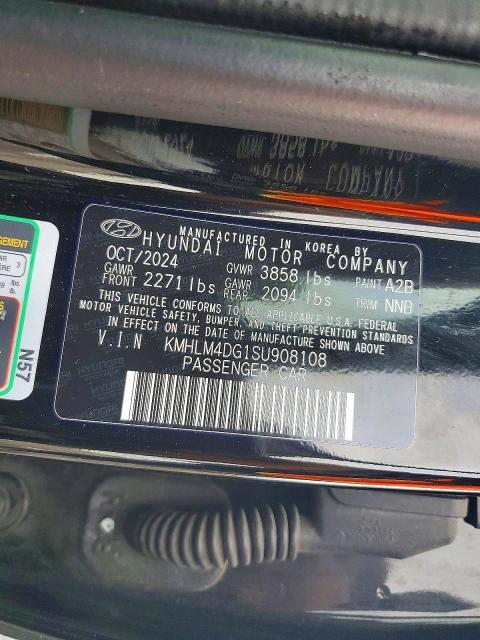 MANUFACTURED IN KOREA BY
HYUNDAI MOTOR COMPANY
OCT/2024 GVWR 3858 lbs PAINT A2B
GAWR FRONT 2271 lbs GAWR REAR 2094 lbs TRIM NNB
THIS VEHICLE CONFORMS TO ALL APPLICABLE U.S.A. FEDERAL
MOTOR VEHICLE SAFETY, BUMPER, AND THEFT PREVENTION STANDARDS
IN EFFECT ON THE DATE OF MANUFACTURE SHOWN ABOVE
V.I.N KMHLM4DG1SU908108
PASSENGER CAR
N57